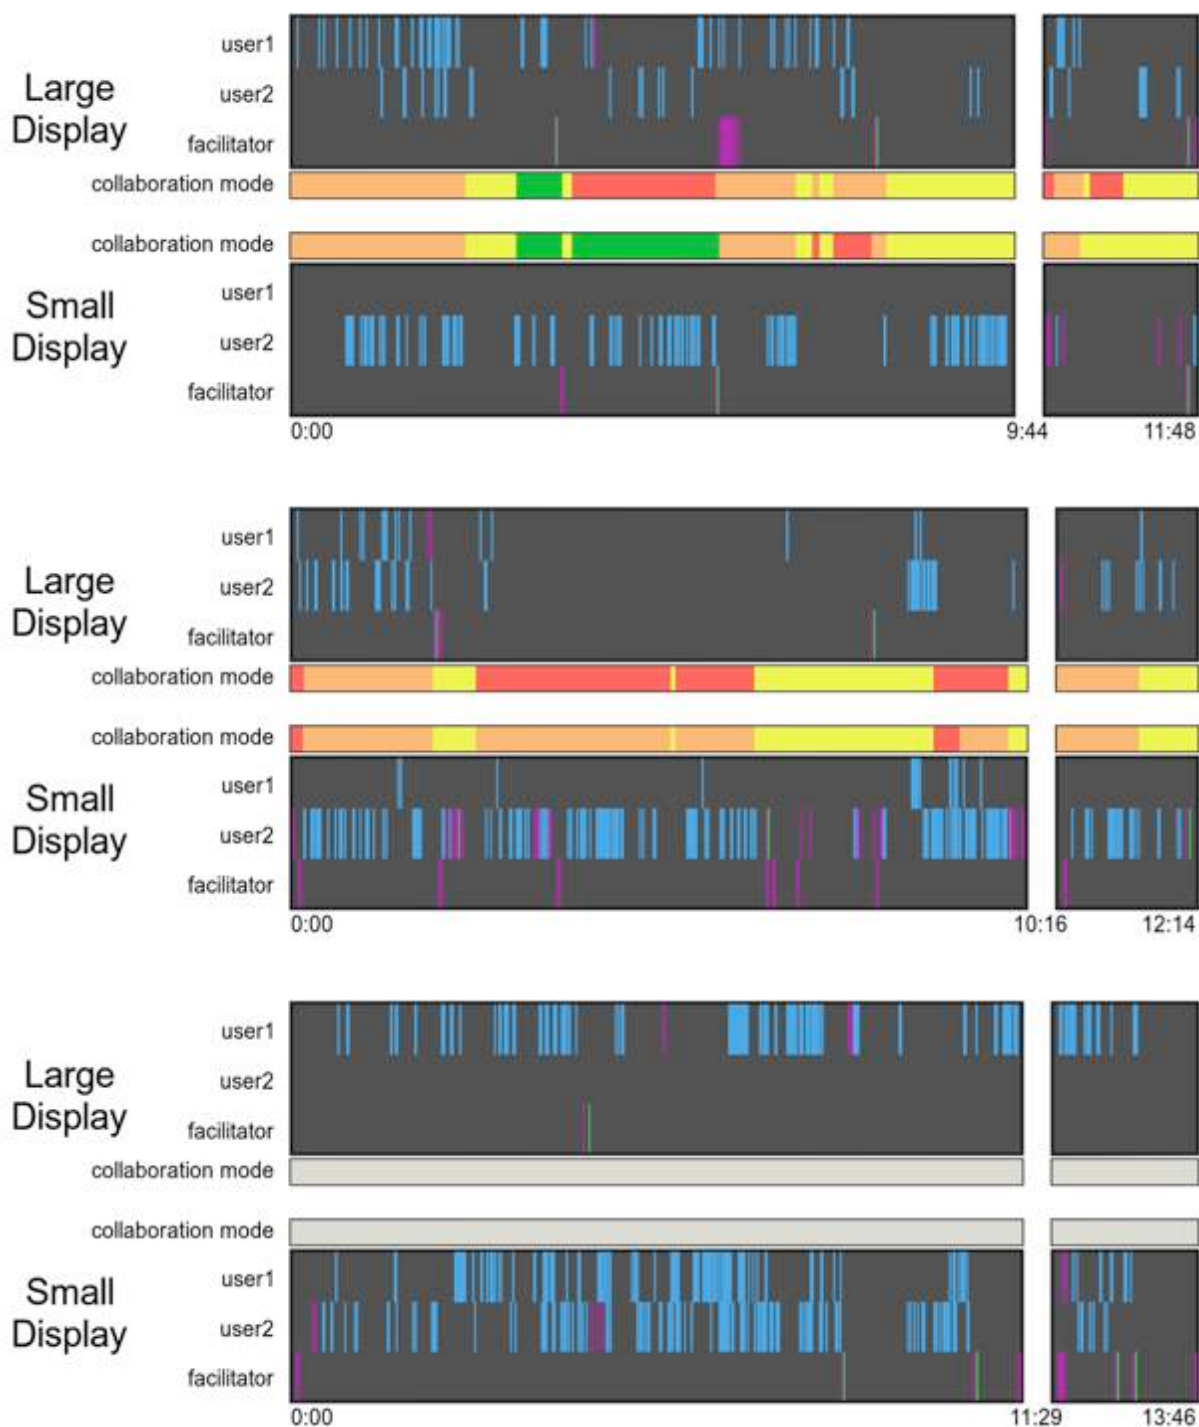 Large
Display
user1
user2
facilitator
collaboration mode
collaboration mode
Small
Display
user1
user2
facilitator
0:00
9:44
11:48
Large
Display
user1
user2
facilitator
collaboration mode
collaboration mode
Small
Display
user1
user2
facilitator
0:00
10:16
12:14
Large
Display
user1
user2
facilitator
collaboration mode
collaboration mode
Small
Display
user1
user2
facilitator
0:00
11:29
13:46